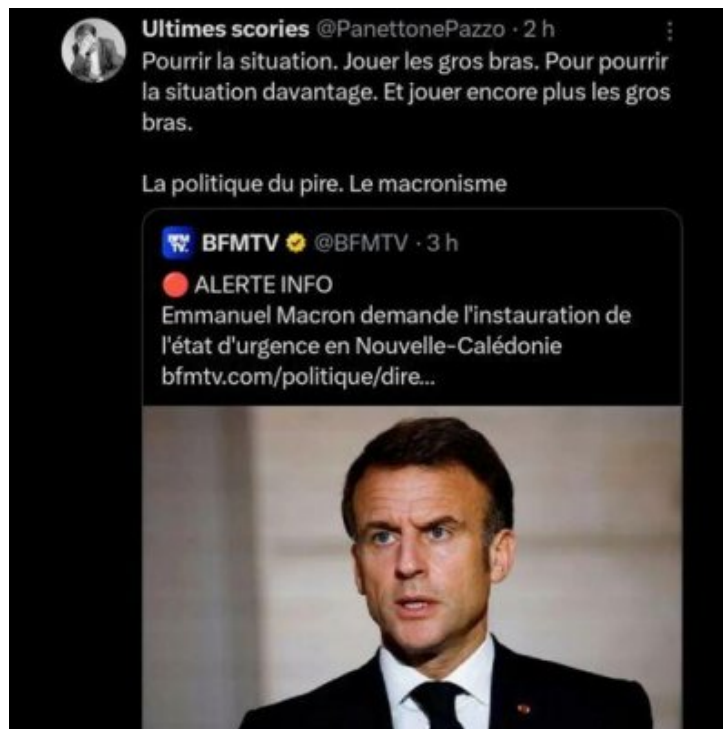 Ultimes scories @PanettonePazzo · 2 h
Pourrir la situation. Jouer les gros bras. Pour pourrir
la situation davantage. Et jouer encore plus les gros
bras.
La politique du pire. Le macronisme
BFM
TV.
BFMTV @BFMTV · 3 h
ALERTE INFO
Emmanuel Macron demande l'instauration de
l'état d'urgence en Nouvelle-Calédonie
bfmtv.com/politique/dire...